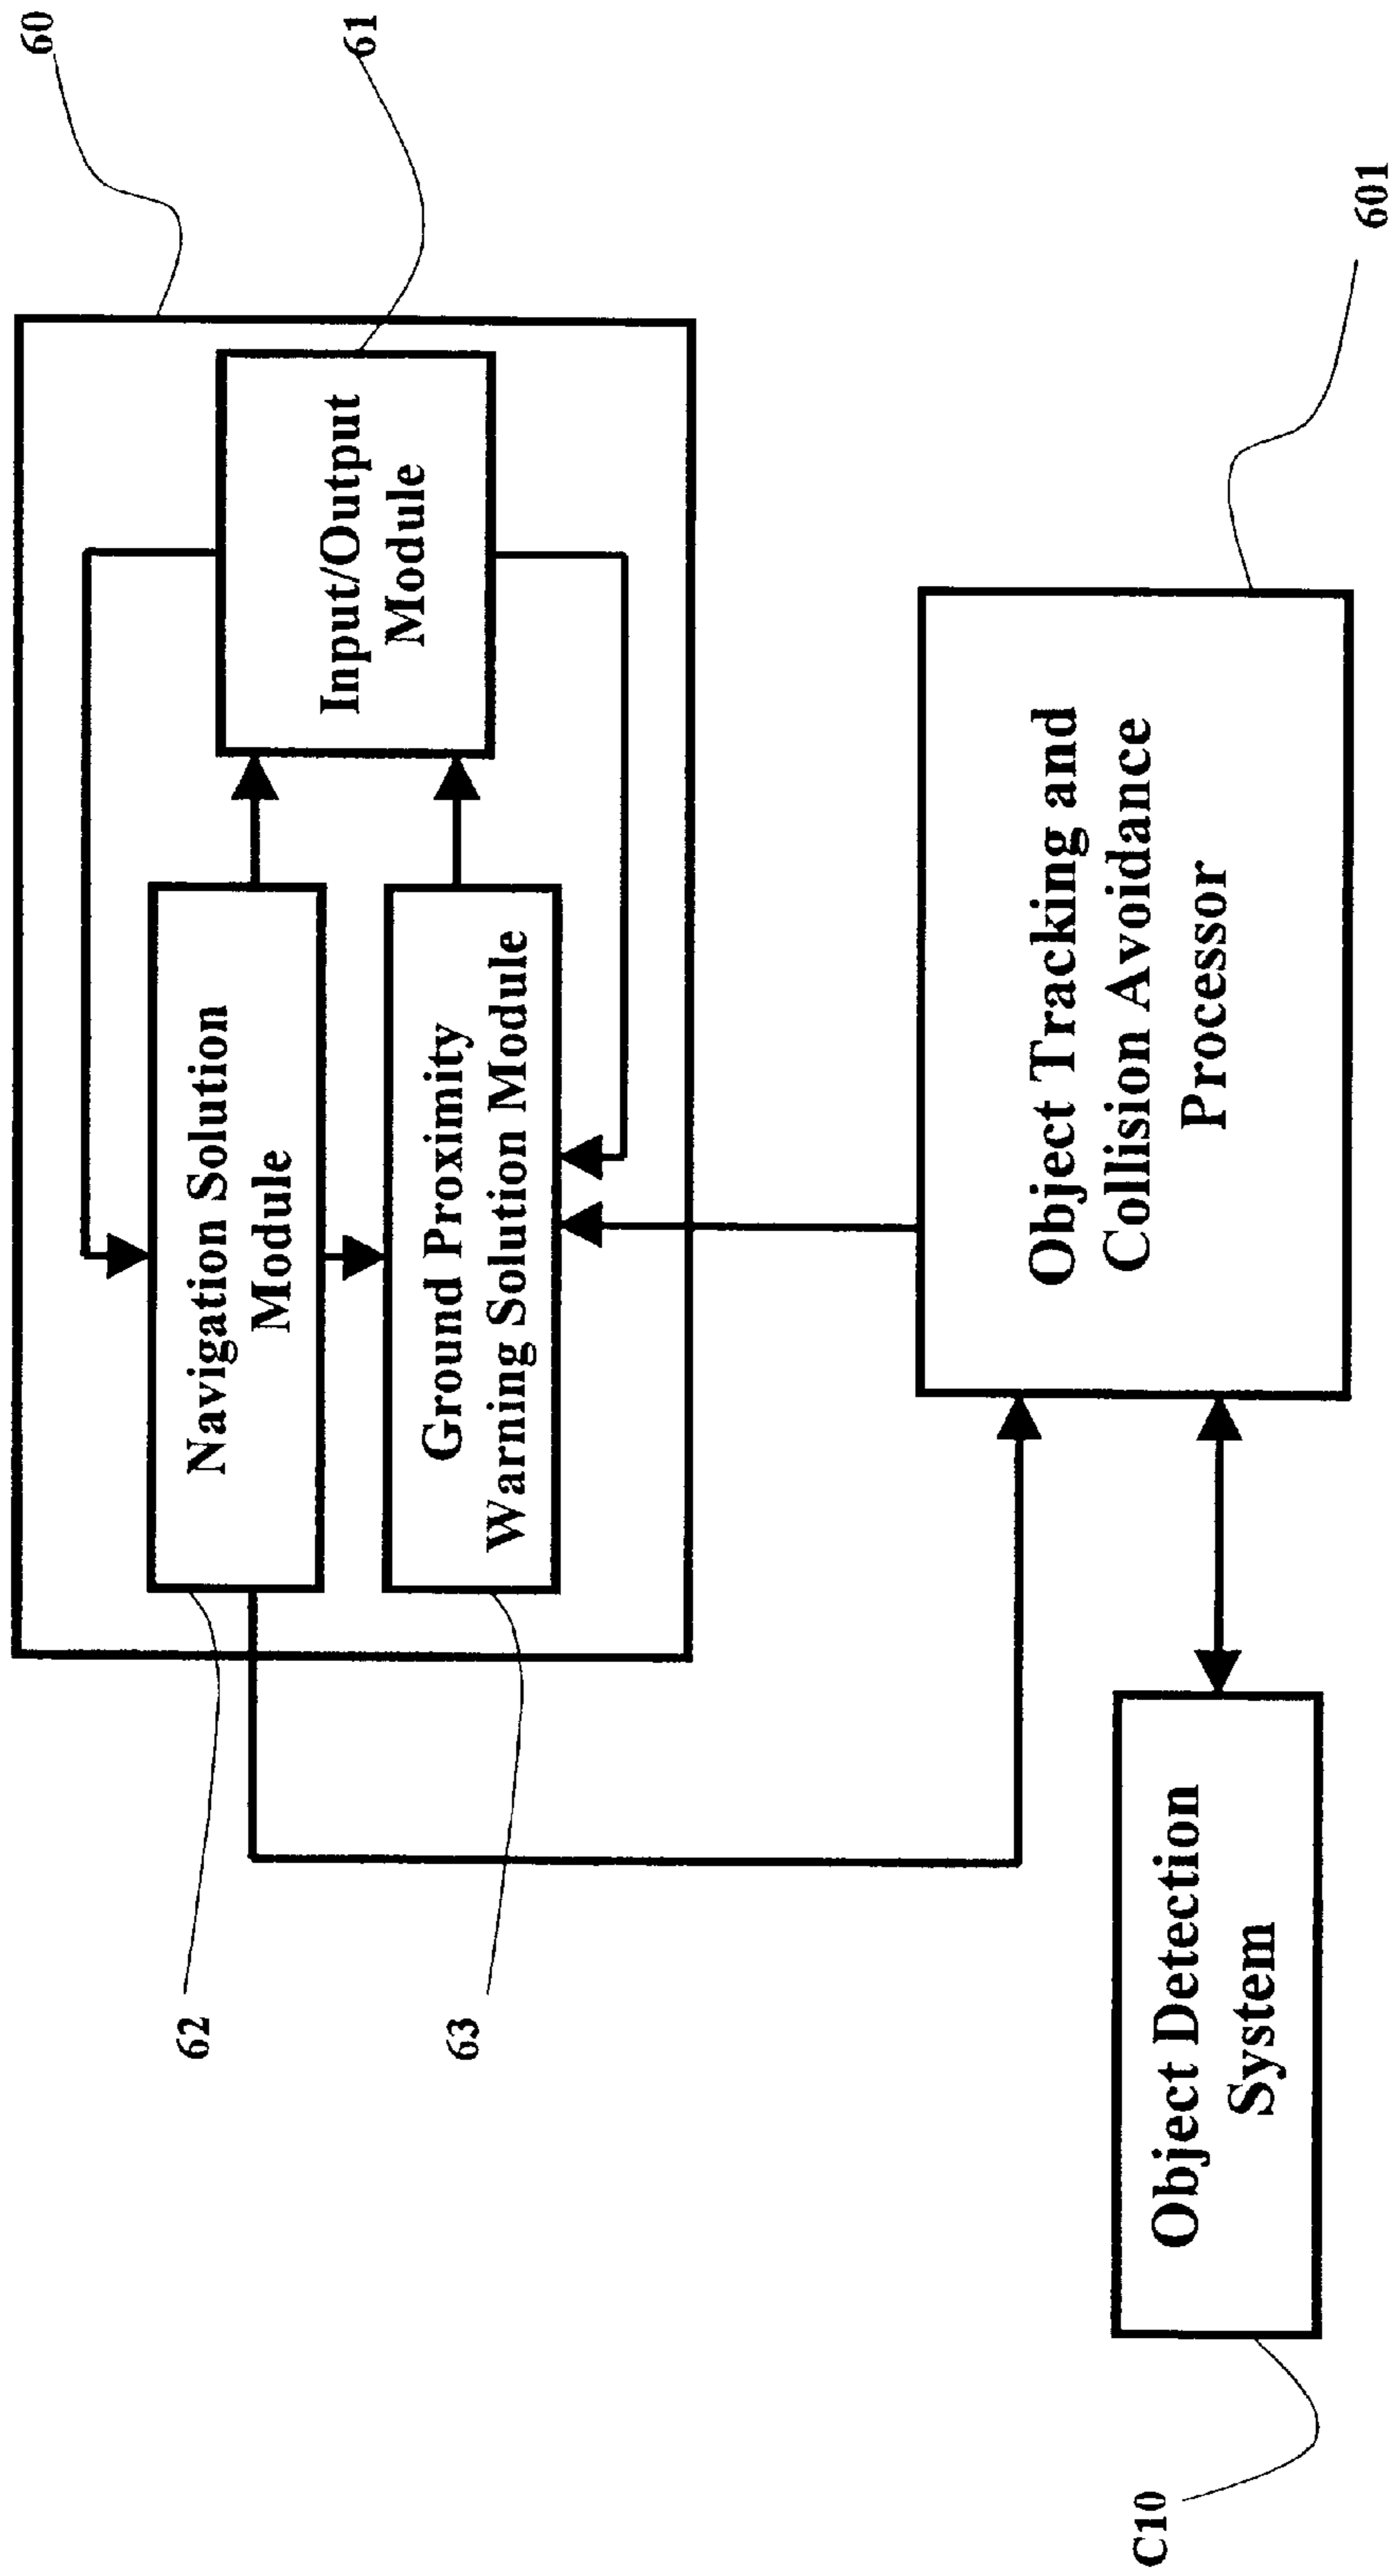 60
61
Input/Output
Module
Navigation Solution
Module
Ground Proximity
Warning Solution Module
62
63
601
Object Tracking and
Collision Avoidance
Processor
Object Detection
System
C10